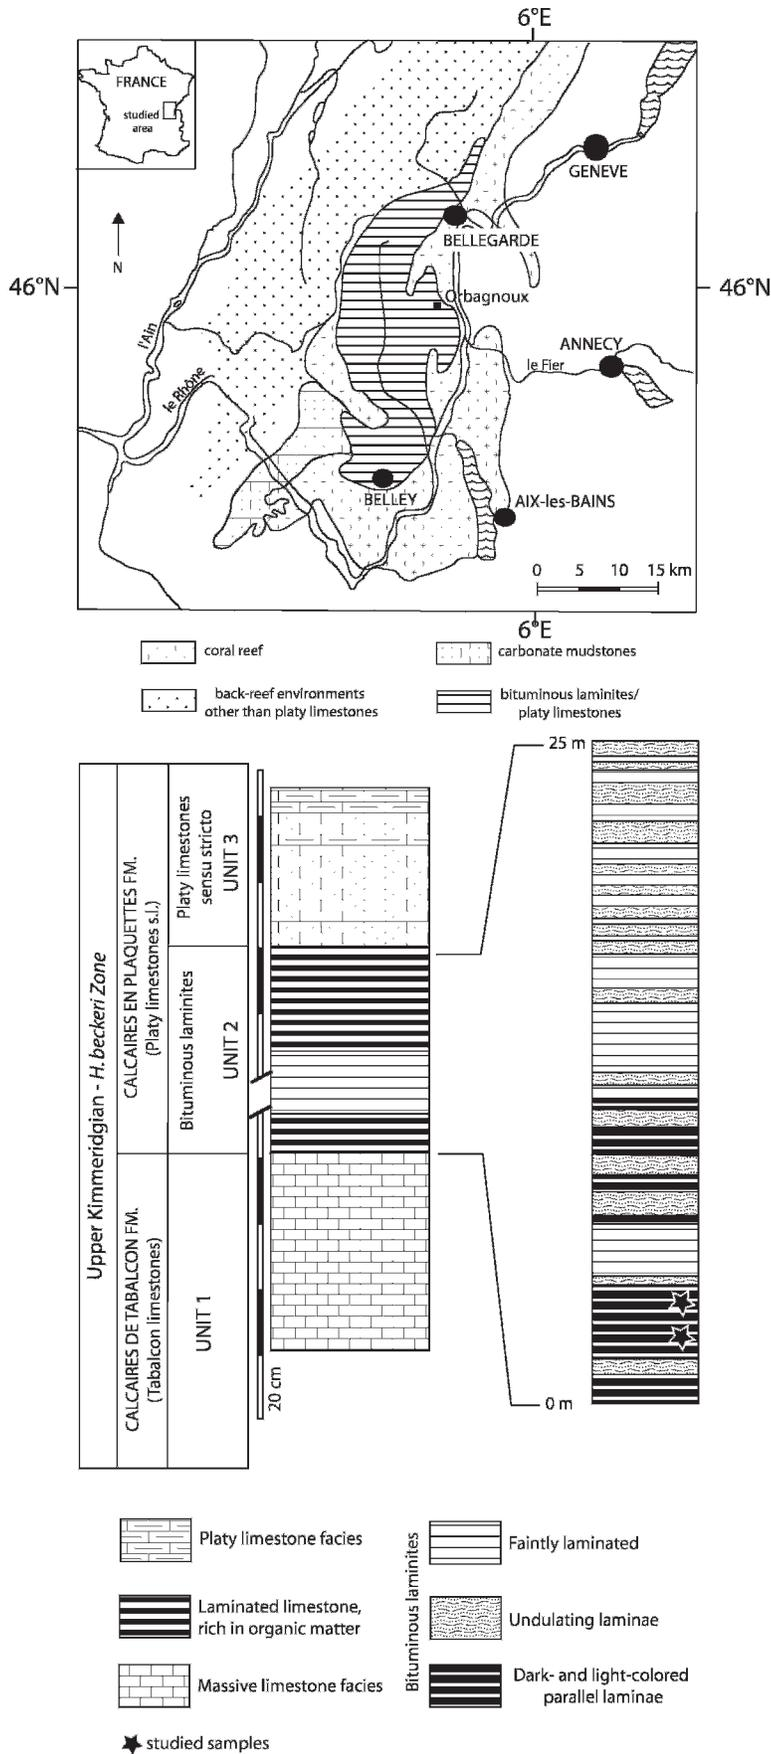 6°E
FRANCE
studied
area
N
GENEVE
BELLEGARDE
46°N
46°N
Orbagnoux
l'Ain
ANNECY
le Fier
le Rhône
BELLEY
AIX-les-BAINS
0 5 10 15 km
6°E
coral reef
carbonate mudstones
back-reef environments
other than platy limestones
bituminous laminites/
platy limestones
25 m
Upper Kimmeridgian - H.beckeri Zone
CALCAIRES EN PLAQUETTES FM.
(Platy limestones s.l.)
Platy limestones
sensu stricto
UNIT 3
Bituminous laminites
UNIT 2
CALCAIRES DE TABALCON FM.
(Tabalcon limestones)
UNIT 1
20 cm
0 m
Platy limestone facies
Laminated limestone,
rich in organic matter
Massive limestone facies
studied samples
Bituminous laminites
Faintly laminated
Undulating laminae
Dark- and light-colored
parallel laminae